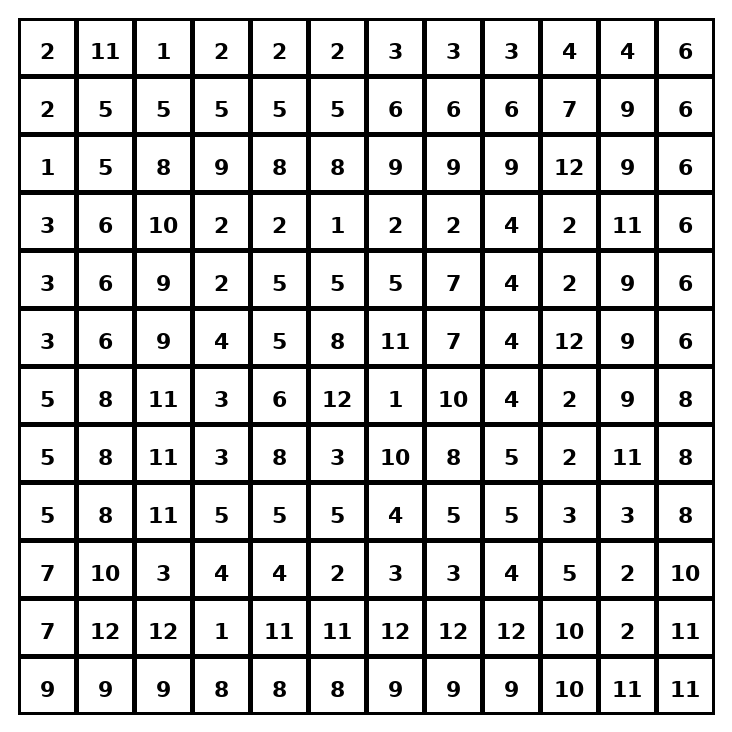 2 11 1 2 2 2 3 3 3 4 4 6
2 5 5 5 5 5 6 6 6 7 9 6
1 5 8 9 8 8 9 9 9 12 9 6
3 6 10 2 2 1 2 2 4 2 11 6
3 6 9 2 5 5 5 7 4 2 9 6
3 6 9 4 5 8 11 7 4 12 9 6
5 8 11 3 6 12 1 10 4 2 9 8
5 8 11 3 8 3 10 8 5 2 11 8
5 8 11 5 5 5 4 5 5 3 3 8
7 10 3 4 4 2 3 3 4 5 2 10
7 12 12 1 11 11 12 12 12 10 2 11
9 9 9 8 8 8 9 9 9 10 11 11